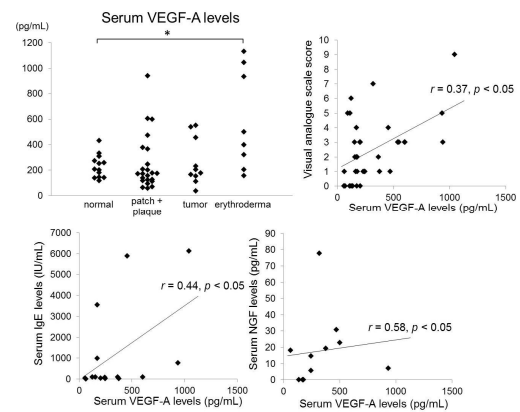 Serum VEGF-A levels
(pg/mL)
1200
1000
800
600
400
200
0
*
normal
patch +
plaque
tumor
erythroderma
Visual analogue scale score
10
9
8
7
6
5
4
3
2
1
0
r = 0.37, p < 0.05
0 500 1000 1500
Serum VEGF-A levels (pg/mL)
Serum IgE levels (IU/mL)
7000
6000
5000
4000
3000
2000
1000
0
r = 0.44, p < 0.05
0 500 1000 1500
Serum VEGF-A levels (pg/mL)
Serum NGF levels (pg/mL)
90
80
70
60
50
40
30
20
10
0
r = 0.58, p < 0.05
0 500 1000 1500
Serum VEGF-A levels (pg/mL)